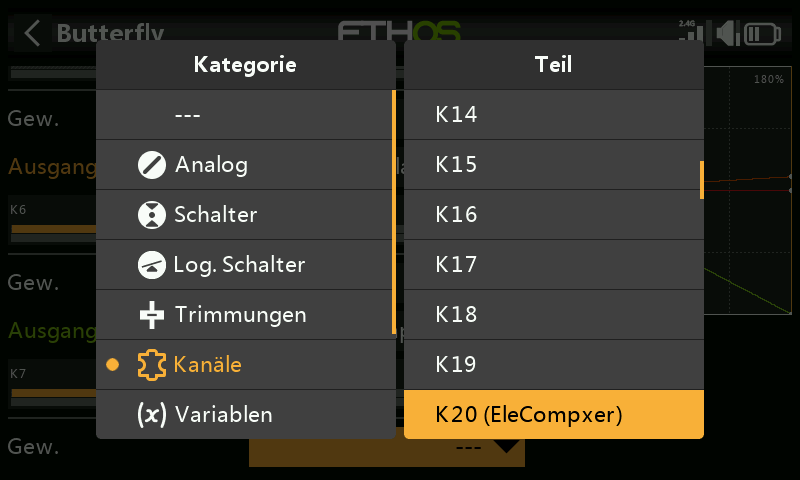 Butterfly
ETHOS
2.4G
Kategorie
Teil
180%
---
K14
Gew.
Analog
K15
Ausgang
Schalter
K16
K6
Log. Schalter
K17
Gew.
Trimmungen
K18
Ausgang
Kanäle
K19
K7
Variablen
K20 (EleCompxer)
Gew.
---